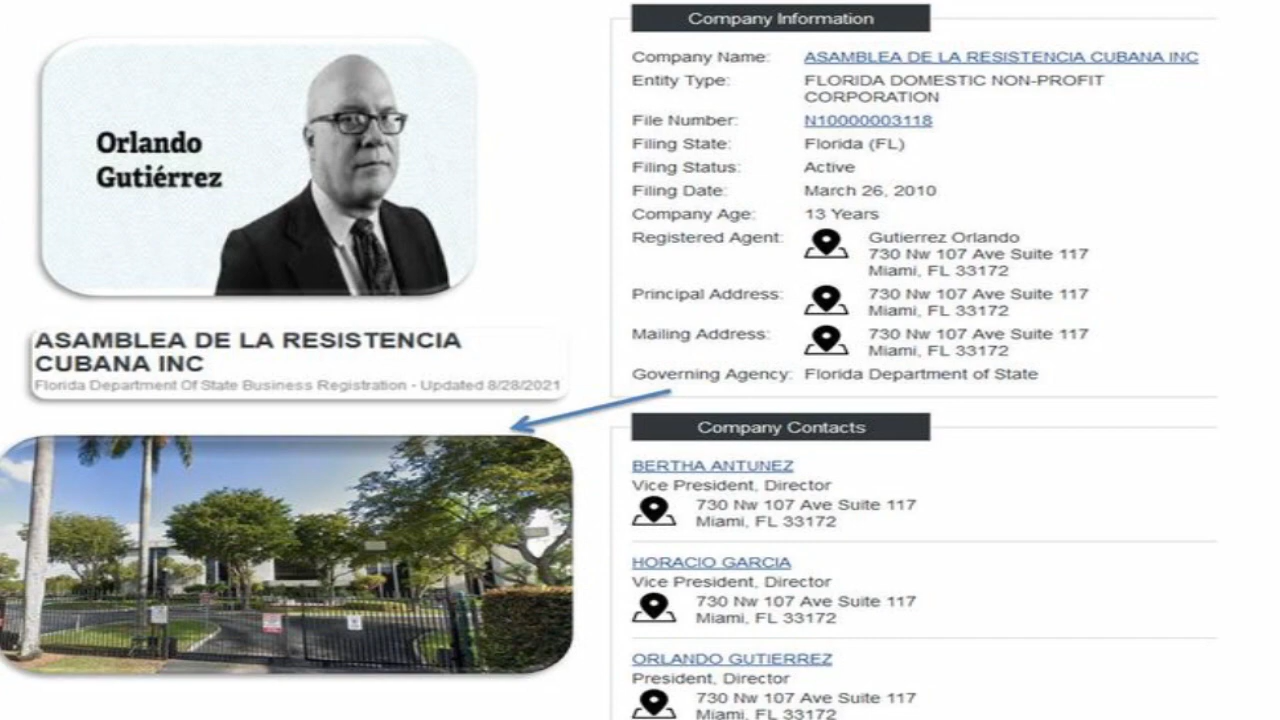 Orlando
Gutiérrez
ASAMBLEA DE LA RESISTENCIA
CUBANA INC
Florida Department Of State Business Registration - Updated 8/28/2021
Company Information
Company Name: ASAMBLEA DE LA RESISTENCIA CUBANA INC
Entity Type: FLORIDA DOMESTIC NON-PROFIT
CORPORATION
File Number: N10000003118
Filing State: Florida (FL)
Filing Status: Active
Filing Date: March 26, 2010
Company Age: 13 Years
Registered Agent: Gutierrez Orlando
730 Nw 107 Ave Suite 117
Miami, FL 33172
Principal Address: 730 Nw 107 Ave Suite 117
Miami, FL 33172
Mailing Address: 730 Nw 107 Ave Suite 117
Miami, FL 33172
Governing Agency: Florida Department of State
Company Contacts
BERTHA ANTUNEZ
Vice President, Director
730 Nw 107 Ave Suite 117
Miami, FL 33172
HORACIO GARCIA
Vice President, Director
730 Nw 107 Ave Suite 117
Miami, FL 33172
ORLANDO GUTIERREZ
President, Director
730 Nw 107 Ave Suite 117
Miami, FL 33172